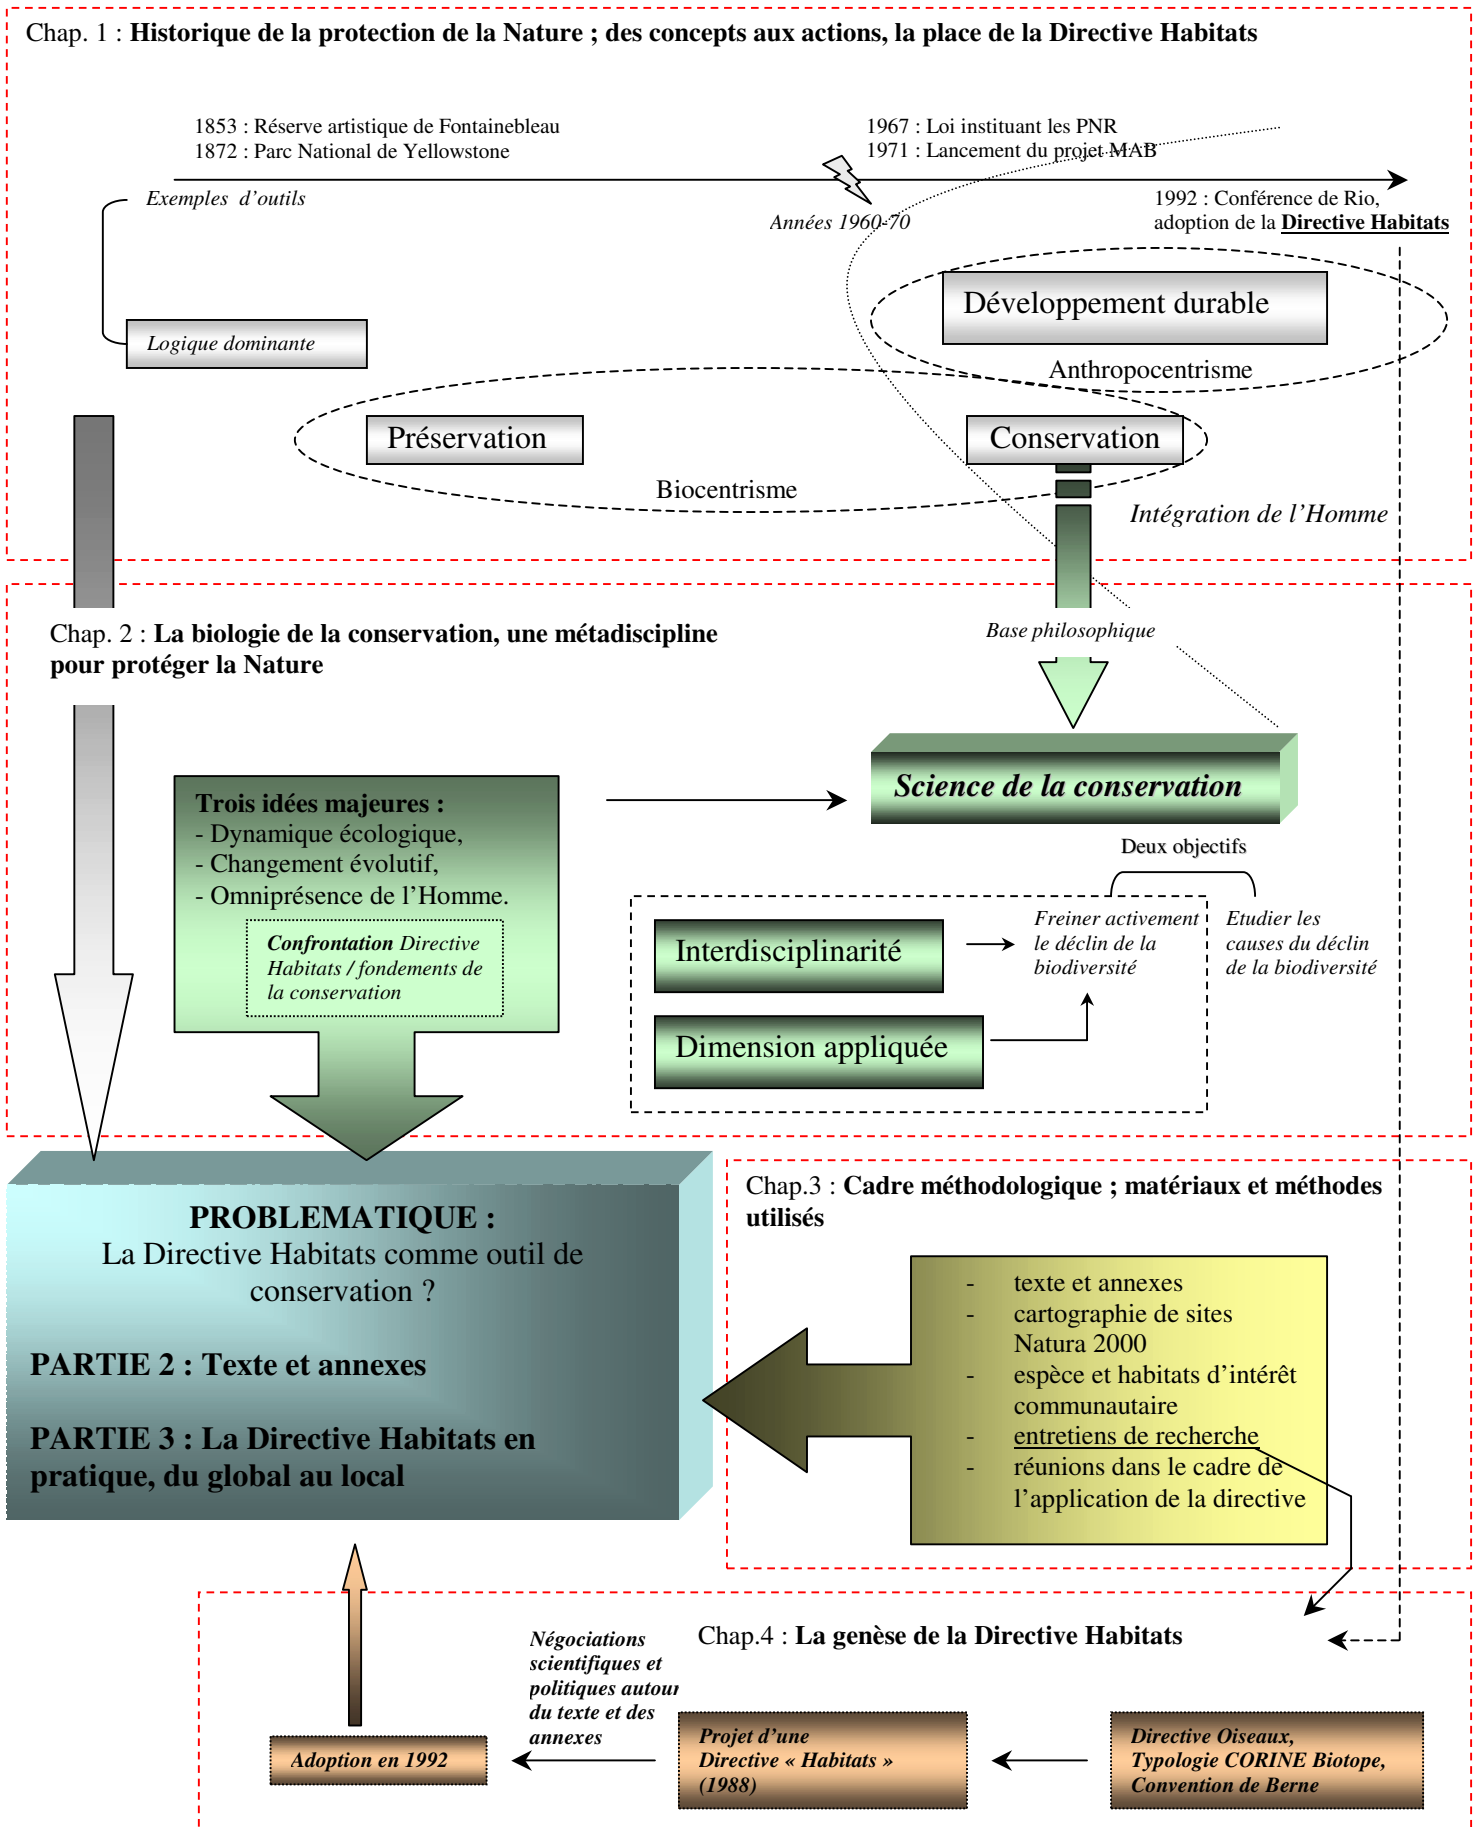 Chap. 1 : Historique de la protection de la Nature ; des concepts aux actions, la place de la Directive Habitats
1853 : Réserve artistique de Fontainebleau
1872 : Parc National de Yellowstone
1967 : Loi instituant les PNR
1971 : Lancement du projet MAB
Exemples d’outils
Années 1960-70
1992 : Conférence de Rio,
adoption de la Directive Habitats
Développement durable
Logique dominante
Anthropocentrisme
Préservation
Conservation
Biocentrisme
Intégration de l’Homme
Chap. 2 : La biologie de la conservation, une métadiscipline
pour protéger la Nature
Base philosophique
Science de la conservation
Trois idées majeures :
- Dynamique écologique,
- Changement évolutif,
- Omniprésence de l’Homme.
Confrontation Directive
Habitats / fondements de
la conservation
Deux objectifs
Interdisciplinarité
Freiner activement
le déclin de la
biodiversité
Etudier les
causes du déclin
de la biodiversité
Dimension appliquée
PROBLEMATIQUE :
La Directive Habitats comme outil de
conservation ?
PARTIE 2 : Texte et annexes
PARTIE 3 : La Directive Habitats en
pratique, du global au local
Chap.3 : Cadre méthodologique ; matériaux et méthodes
utilisés
- texte et annexes
- cartographie de sites
Natura 2000
- espèce et habitats d’intérêt
communautaire
- entretiens de recherche
- réunions dans le cadre de
l’application de la directive
Chap.4 : La genèse de la Directive Habitats
Négociations
scientifiques et
politiques autour
du texte et des
annexes
Adoption en 1992
Projet d’une
Directive « Habitats »
(1988)
Directive Oiseaux,
Typologie CORINE Biotope,
Convention de Berne